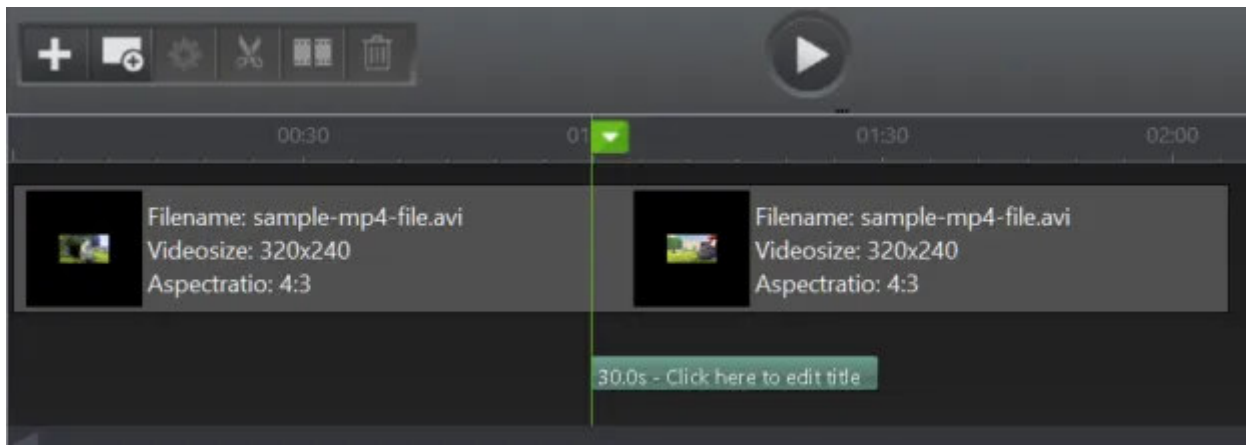 00:30
01
01:30
02:00
Filename: sample-mp4-file.avi
Videosize: 320x240
Aspectratio: 4:3
Filename: sample-mp4-file.avi
Videosize: 320x240
Aspectratio: 4:3
30.0s - Click here to edit title